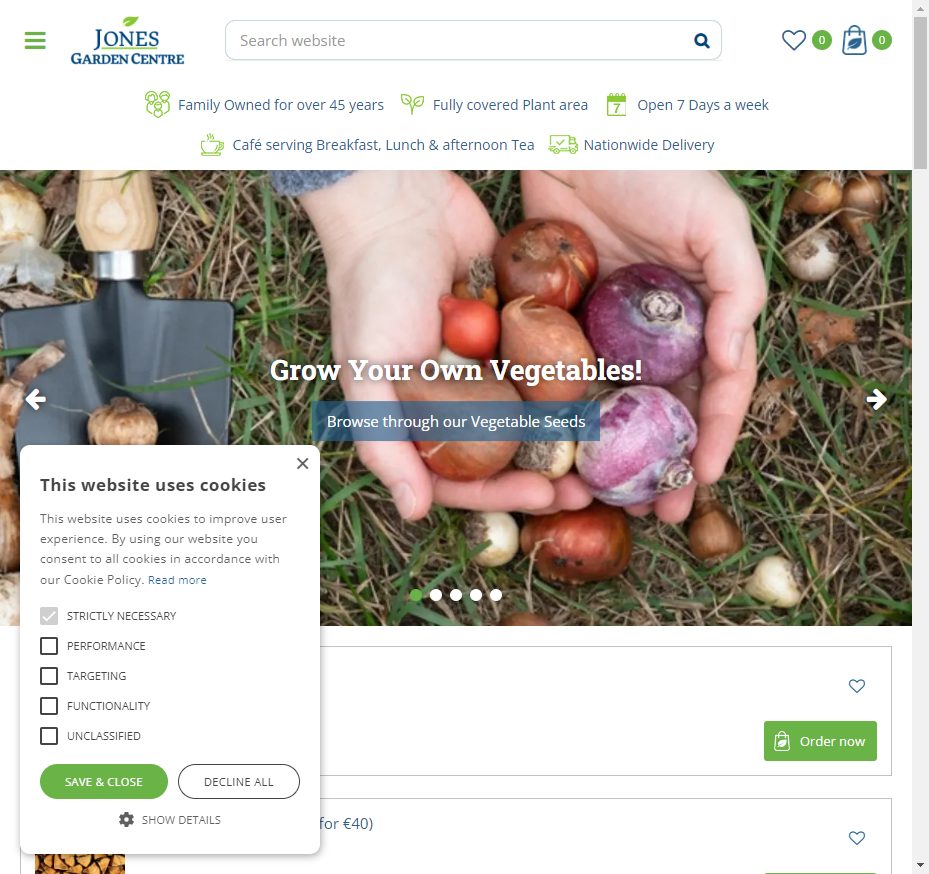 JONES
GARDEN CENTRE
Search website
0
0
Family Owned for over 45 years
Fully covered Plant area
7
Open 7 Days a week
Café serving Breakfast, Lunch & afternoon Tea
Nationwide Delivery
Grow Your Own Vegetables!
Browse through our Vegetable Seeds
This website uses cookies
This website uses cookies to improve user
experience. By using our website you
consent to all cookies in accordance with
our Cookie Policy. Read more
STRICTLY NECESSARY
PERFORMANCE
TARGETING
FUNCTIONALITY
UNCLASSIFIED
SAVE & CLOSE
DECLINE ALL
SHOW DETAILS
Order now
for €40)